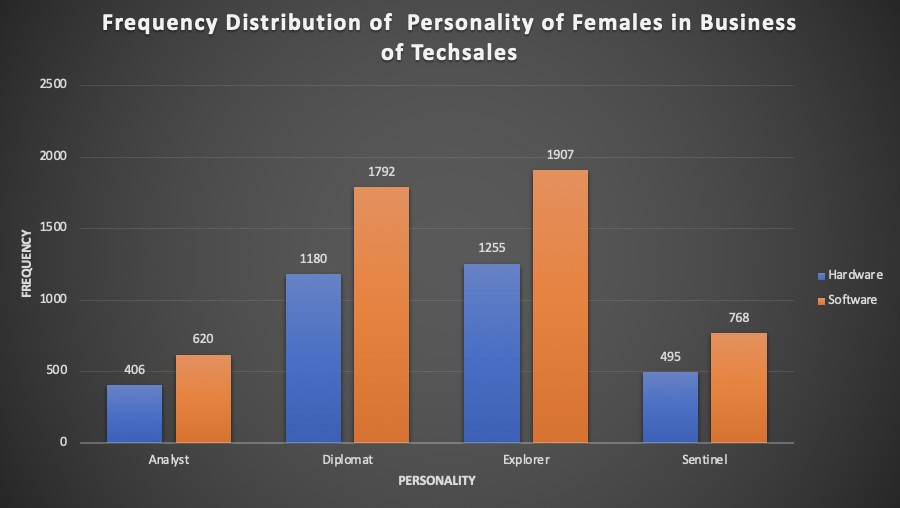 Frequency Distribution of  Personality of Females in Business
of Techsales
2500
2000
1500
1000
500
0
FREQUENCY
406
620
1180
1792
1255
1907
495
768
Analyst
Diplomat
Explorer
Sentinel
PERSONALITY
Hardware
Software